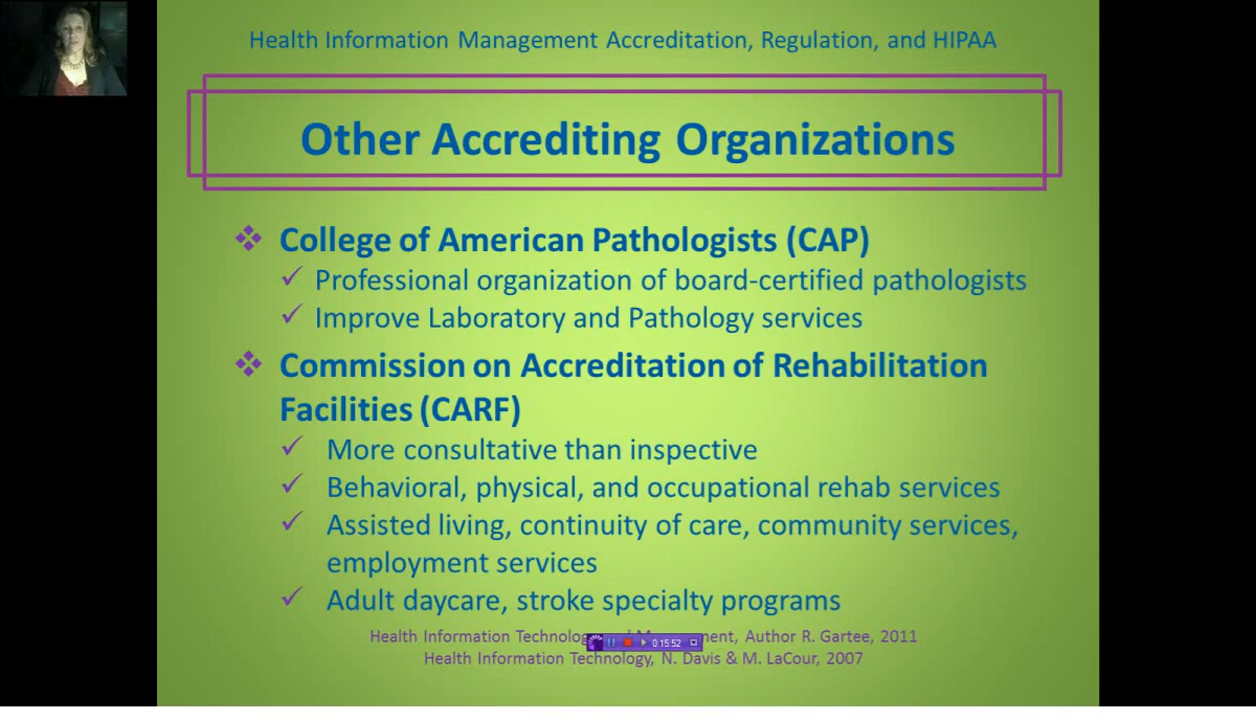 Health Information Management Accreditation, Regulation, and HIPAA
Other Accrediting Organizations
College of American Pathologists (CAP)
Professional organization of board-certified pathologists
Improve Laboratory and Pathology services
Commission on Accreditation of Rehabilitation
Facilities (CARF)
More consultative than inspective
Behavioral, physical, and occupational rehab services
Assisted living, continuity of care, community services,
employment services
Adult daycare, stroke specialty programs
Health Information Author R. Gartee, 2011
0:15:52
Health Information Technology, N. Davis & M. LaCour, 2007